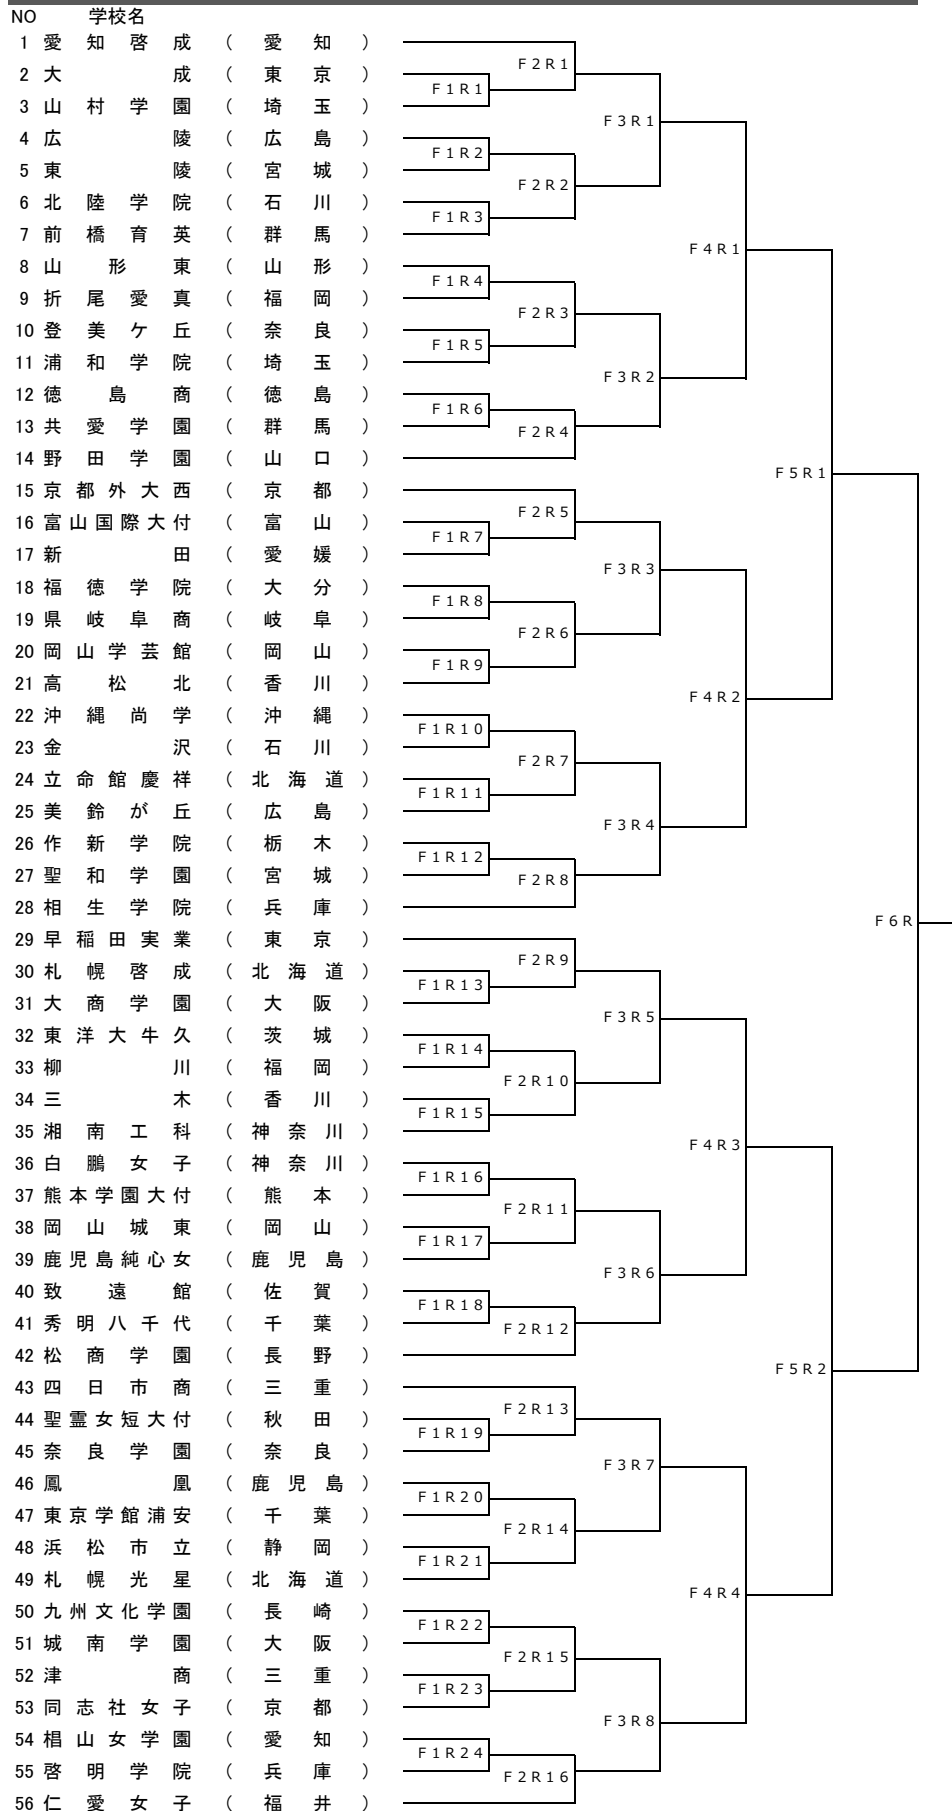 NO 学校名
1 愛知啓成 ( 愛知 )
F2R1
2 大成 ( 東京 )
F1R1
3 山村学園 ( 埼玉 )
F3R1
4 広陵 ( 広島 )
F1R2
5 東陵 ( 宮城 )
F2R2
6 北陸学院 ( 石川 )
F1R3
7 前橋育英 ( 群馬 )
F4R1
8 山形東 ( 山形 )
F1R4
9 折尾愛真 ( 福岡 )
F2R3
10 登美ケ丘 ( 奈良 )
F1R5
11 浦和学院 ( 埼玉 )
F3R2
12 徳島商 ( 徳島 )
F1R6
13 共愛学園 ( 群馬 )
F2R4
14 野田学園 ( 山口 )
F5R1
15 京都外大西 ( 京都 )
F2R5
16 富山国際大付 ( 富山 )
F1R7
17 新田 ( 愛媛 )
F3R3
18 福徳学院 ( 大分 )
F1R8
19 県岐阜商 ( 岐阜 )
F2R6
20 岡山学芸館 ( 岡山 )
F1R9
21 高松北 ( 香川 )
F4R2
22 沖縄尚学 ( 沖縄 )
F1R10
23 金沢 ( 石川 )
F2R7
24 立命館慶祥 ( 北海道 )
F1R11
25 美鈴が丘 ( 広島 )
F3R4
26 作新学院 ( 栃木 )
F1R12
27 聖和学園 ( 宮城 )
F2R8
28 相生学院 ( 兵庫 )
F6R
29 早稲田実業 ( 東京 )
F2R9
30 札幌啓成 ( 北海道 )
F1R13
31 大商学園 ( 大阪 )
F3R5
32 東洋大牛久 ( 茨城 )
F1R14
33 柳川 ( 福岡 )
F2R10
34 三木 ( 香川 )
F1R15
35 湘南工科 ( 神奈川 )
F4R3
36 白鵬女子 ( 神奈川 )
F1R16
37 熊本学園大付 ( 熊本 )
F2R11
38 岡山城東 ( 岡山 )
F1R17
39 鹿児島純心女 ( 鹿児島 )
F3R6
40 致遠館 ( 佐賀 )
F1R18
41 秀明八千代 ( 千葉 )
F2R12
42 松商学園 ( 長野 )
F5R2
43 四日市商 ( 三重 )
F2R13
44 聖霊女短大付 ( 秋田 )
F1R19
45 奈良学園 ( 奈良 )
F3R7
46 鳳凰 ( 鹿児島 )
F1R20
47 東京学館浦安 ( 千葉 )
F2R14
48 浜松市立 ( 静岡 )
F1R21
49 札幌光星 ( 北海道 )
F4R4
50 九州文化学園 ( 長崎 )
F1R22
51 城南学園 ( 大阪 )
F2R15
52 津商 ( 三重 )
F1R23
53 同志社女子 ( 京都 )
F3R8
54 椙山女学園 ( 愛知 )
F1R24
55 啓明学院 ( 兵庫 )
F2R16
56 仁愛女子 ( 福井 )